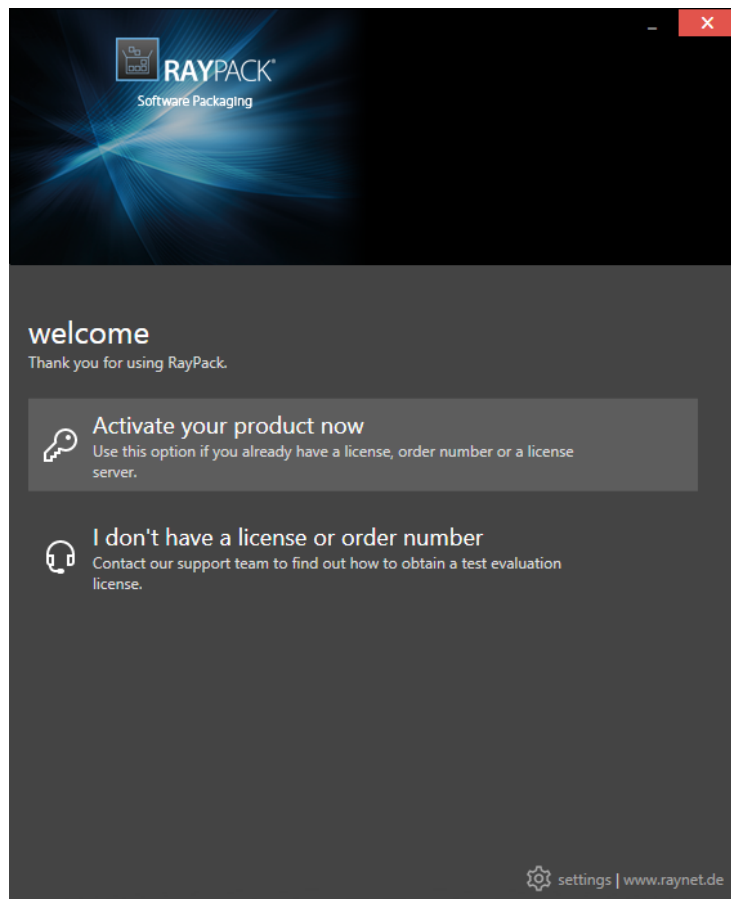 RAYPACK®
Software Packaging
welcome
Thank you for using RayPack.
Activate your product now
Use this option if you already have a license, order number or a license
server.
I don't have a license or order number
Contact our support team to find out how to obtain a test evaluation
license.
settings | www.raynet.de